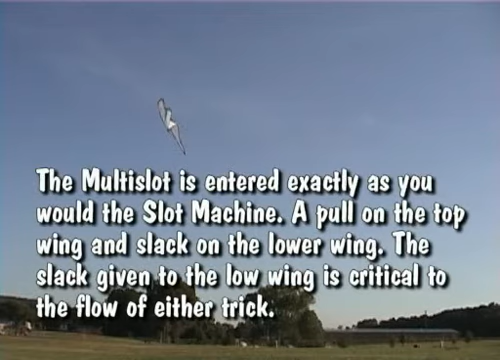 The Multislot is entered exactly as you
would the Slot Machine. A pull on the top
wing and slack on the lower wing. The
slack given to the low wing is critical to
the flow of either trick.